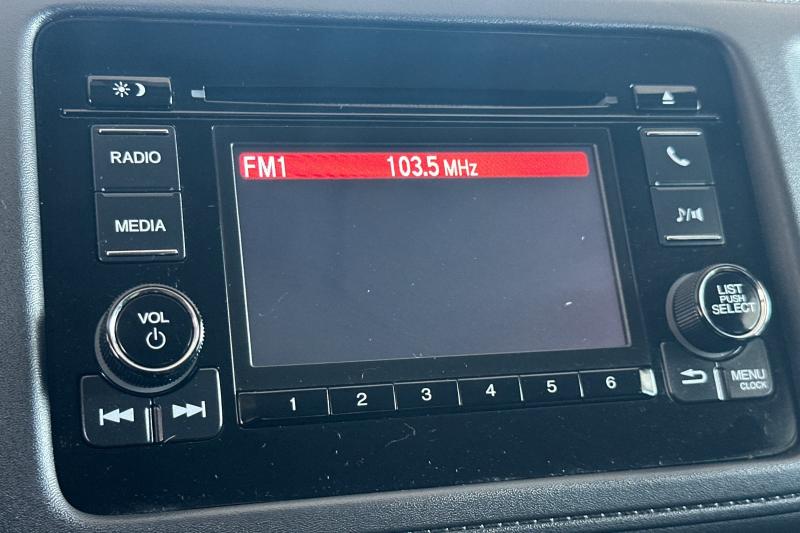 RADIO
MEDIA
VOL
FM1 103.5 MHz
1 2 3 4 5 6
LIST
PUSH
SELECT
MENU
CLOCK